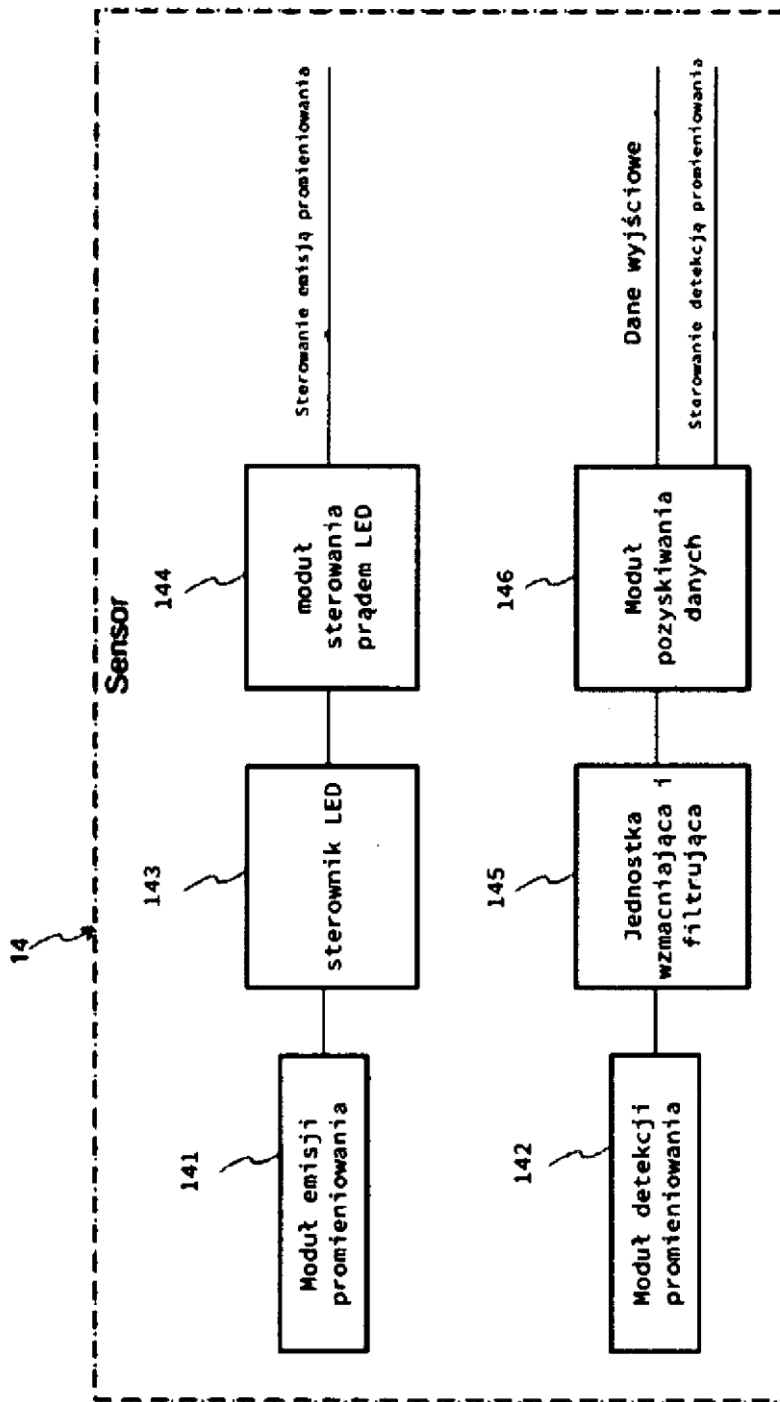 14
Sensor
141
Moduł emisji
promieniowania
143
sterownik LED
144
moduł
sterowania
prądem LED
Sterowanie emisją promieniowania
142
Moduł detekcji
promieniowania
145
Jednostka
wzmacniająca i
filtrująca
146
Moduł
pozyskiwania
danych
Dane wyjściowe
Sterowanie detekcją promieniowania